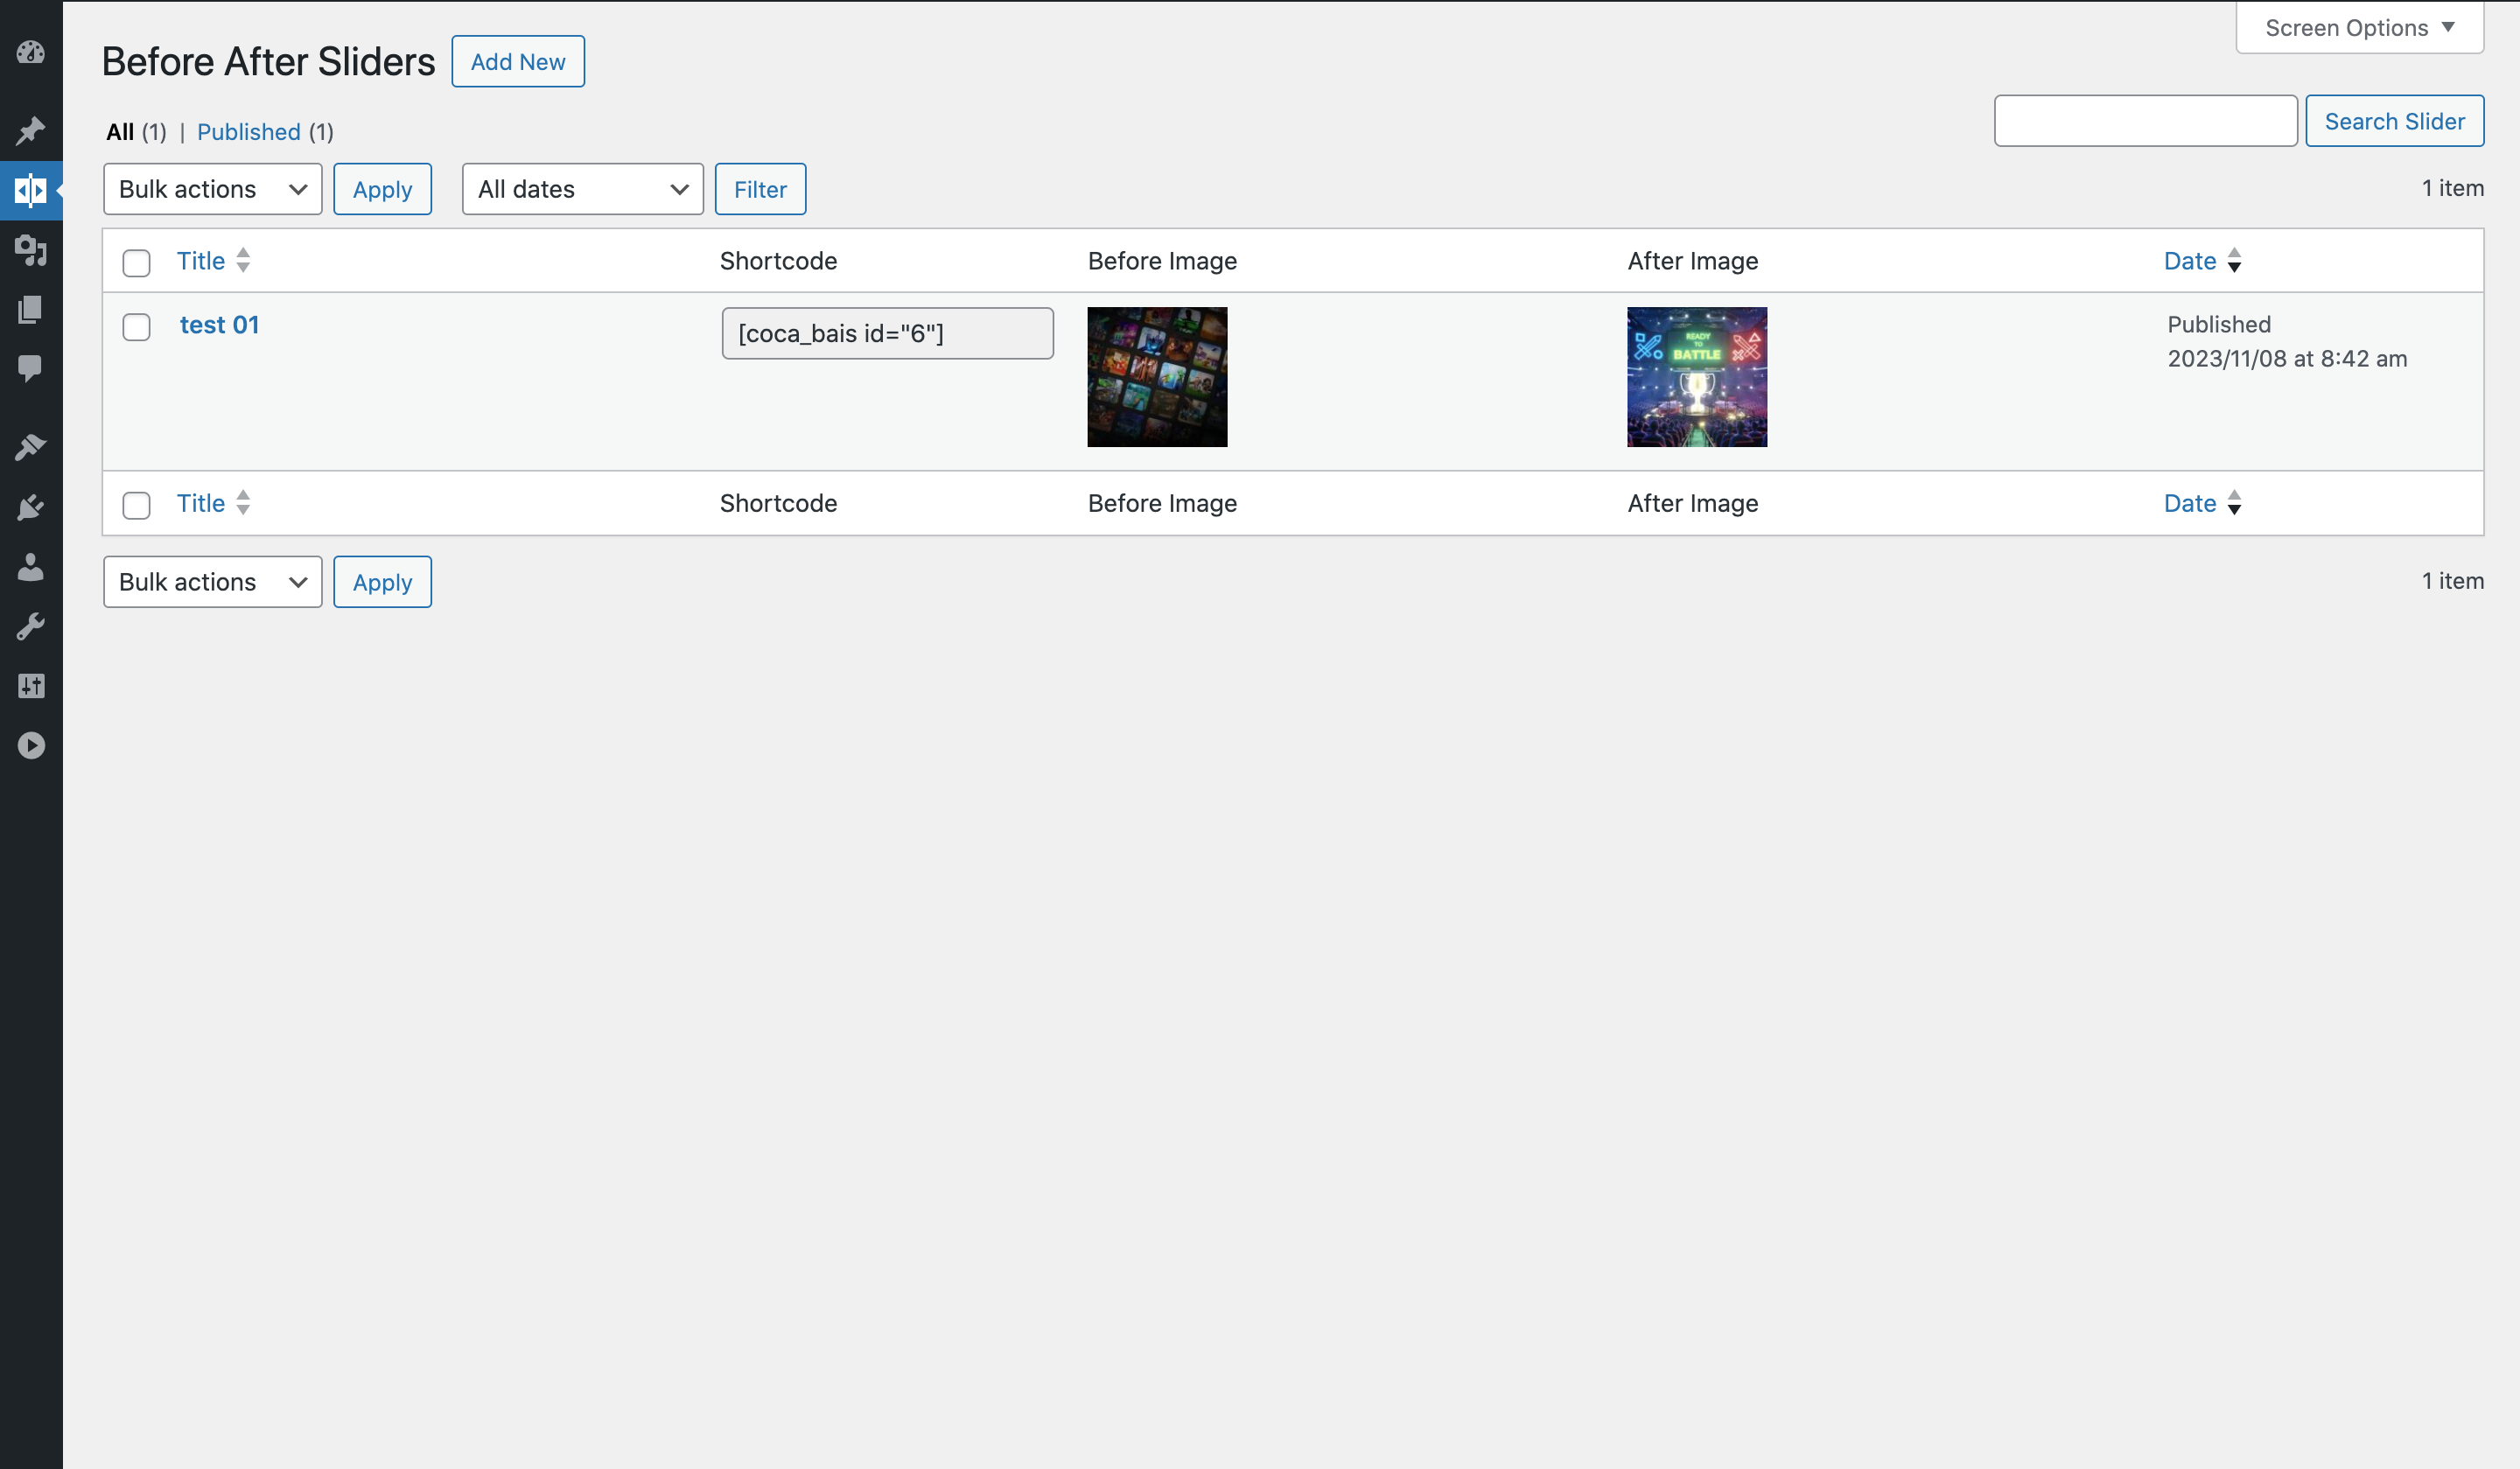 Screen Options
Before After Sliders Add New
All (1) | Published (1)
Search Slider
Bulk actions Apply All dates Filter 1 item
Title Shortcode Before Image After Image Date
test 01 [coca_bais id="6"] Published
2023/11/08 at 8:42 am
READY
TO
BATTLE
Title Shortcode Before Image After Image Date
Bulk actions Apply 1 item